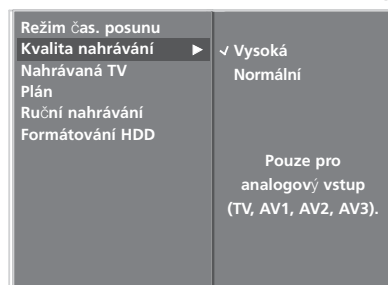 Režim čas. posunu
Kvalita nahrávání
Nahrávaná TV
Plán
Ruční nahrávání
Formátování HDD
Vysoká
Normální
Pouze pro
analogový vstup
(TV, AV1, AV2, AV3).